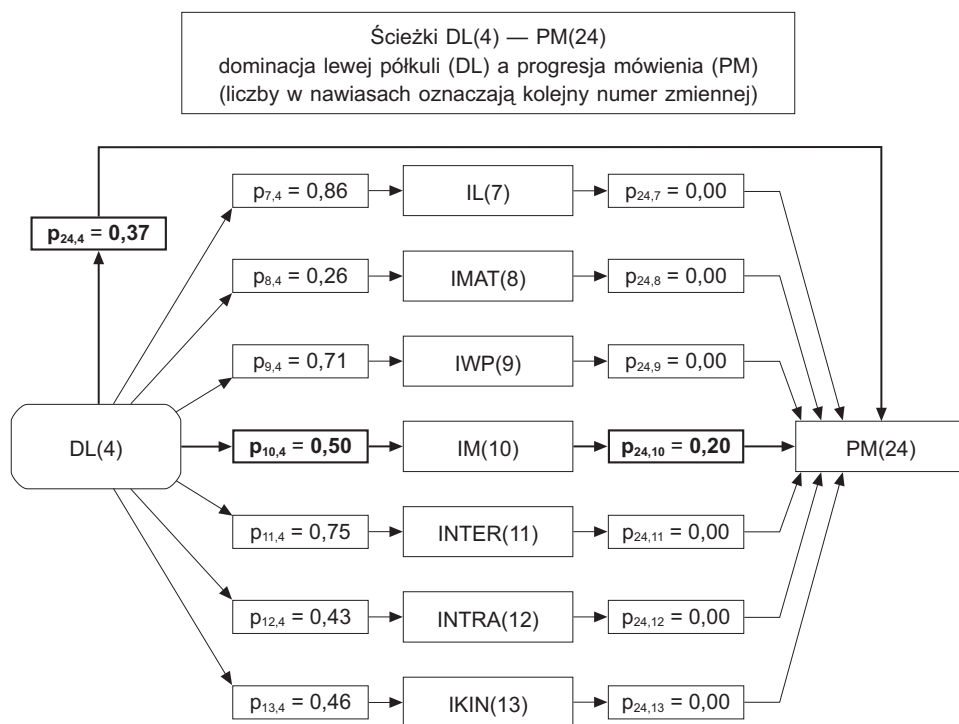 Ścieżki DL(4) — PM(24)
dominacja lewej półkuli (DL) a progresja mówienia (PM)
(liczby w nawiasach oznaczają kolejny numer zmiennej)
p7,4 = 0,86
IL(7)
p24,7 = 0,00
p24,4 = 0,37
p8,4 = 0,26
IMAT(8)
p24,8 = 0,00
p9,4 = 0,71
IWP(9)
p24,9 = 0,00
DL(4)
p10,4 = 0,50
IM(10)
p24,10 = 0,20
PM(24)
p11,4 = 0,75
INTER(11)
p24,11 = 0,00
p12,4 = 0,43
INTRA(12)
p24,12 = 0,00
p13,4 = 0,46
IKIN(13)
p24,13 = 0,00